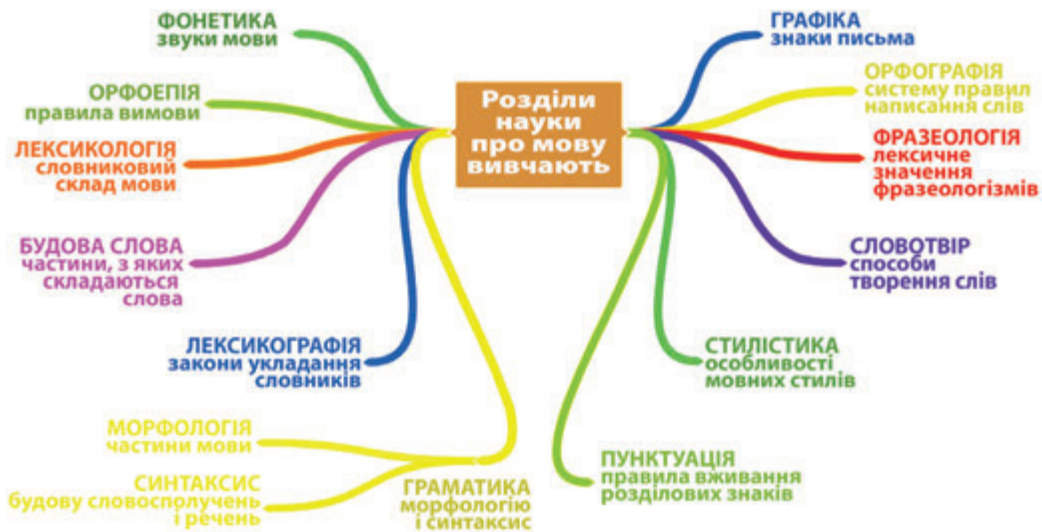 Розділи
науки
про мову
вивчають
ФОНЕТИКА
звуки мови
ОРФОЕПІЯ
правила вимови
ЛЕКСИКОЛОГІЯ
словниковий
склад мови
БУДОВА СЛОВА
частини, з яких
складаються
слова
ЛЕКСИКОГРАФІЯ
закони укладання
словників
МОРФОЛОГІЯ
частини мови
СИНТАКСИС
будову словосполучень
і речень
ГРАМАТИКА
морфологію
і синтаксис
ГРАФІКА
знаки письма
ОРФОГРАФІЯ
систему правил
написання слів
ФРАЗЕОЛОГІЯ
лексичне
значення
фразеологізмів
СЛОВОТВІР
способи
творення слів
СТИЛІСТИКА
особливості
мовних стилів
ПУНКТУАЦІЯ
правила вживання
розділових знаків